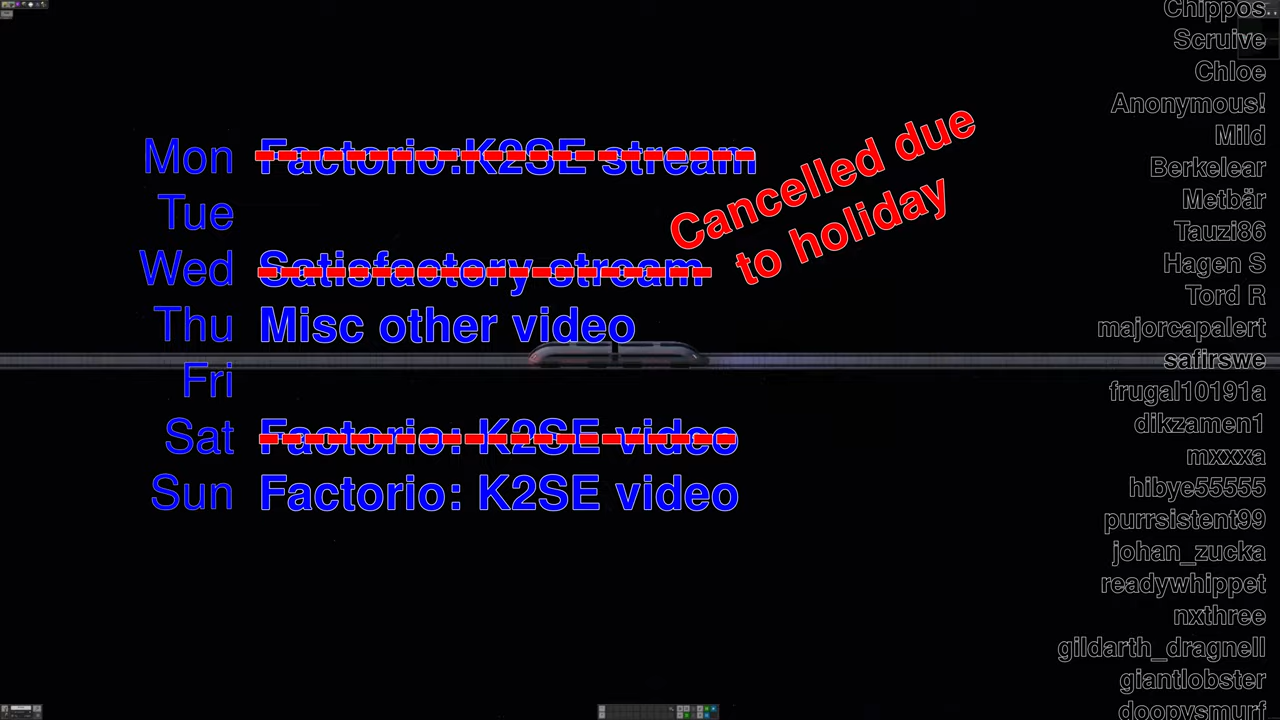 Mon Factorio:K2SE stream
Tue
Wed Satisfactory stream
Thu Misc other video
Fri
Sat Factorio: K2SE video
Sun Factorio: K2SE video
Cancelled due
to holiday
Chippos
Scruive
Chloe
Anonymous!
Mild
Berkelear
Metbär
Tauzi86
Hagen S
Tord R
majorcapalert
safirswe
frugal10191a
dikzamen1
mxxxa
hibye55555
purrsistent99
johan_zucka
readywhippet
nxthree
gildarth_dragnell
giantlobster
doopysmurf